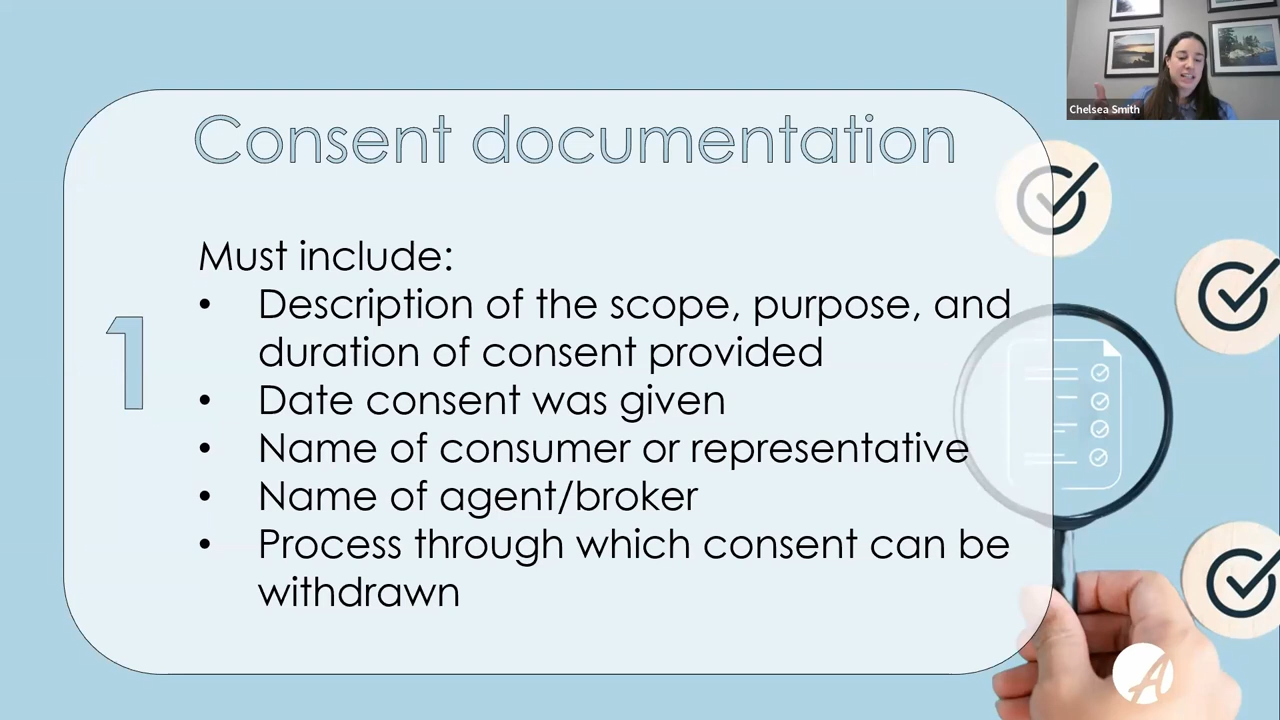 Chelsea Smith
Consent documentation
1
Must include:
• Description of the scope, purpose, and
duration of consent provided
• Date consent was given
• Name of consumer or representative
• Name of agent/broker
• Process through which consent can be
withdrawn
A